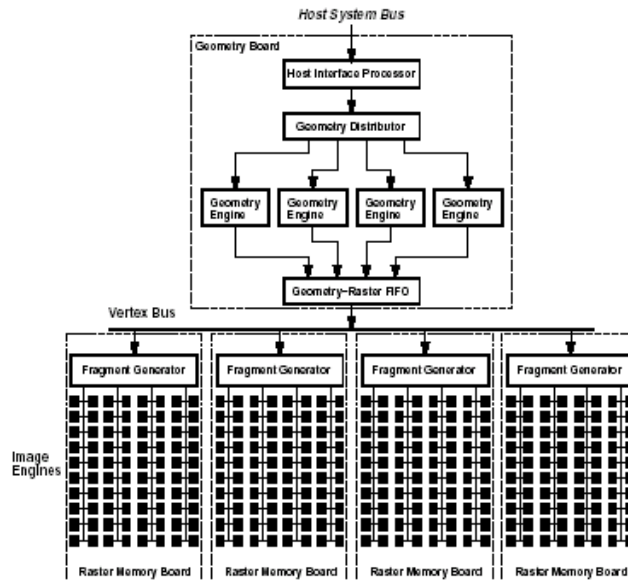 Host System Bus
Geometry Board
Host Interface Processor
Geometry Distributor
Geometry Engine
Geometry Engine
Geometry Engine
Geometry Engine
Geometry-Raster FIFO
Vertex Bus
Fragment Generator
Fragment Generator
Fragment Generator
Fragment Generator
Image Engines
Raster Memory Board
Raster Memory Board
Raster Memory Board
Raster Memory Board